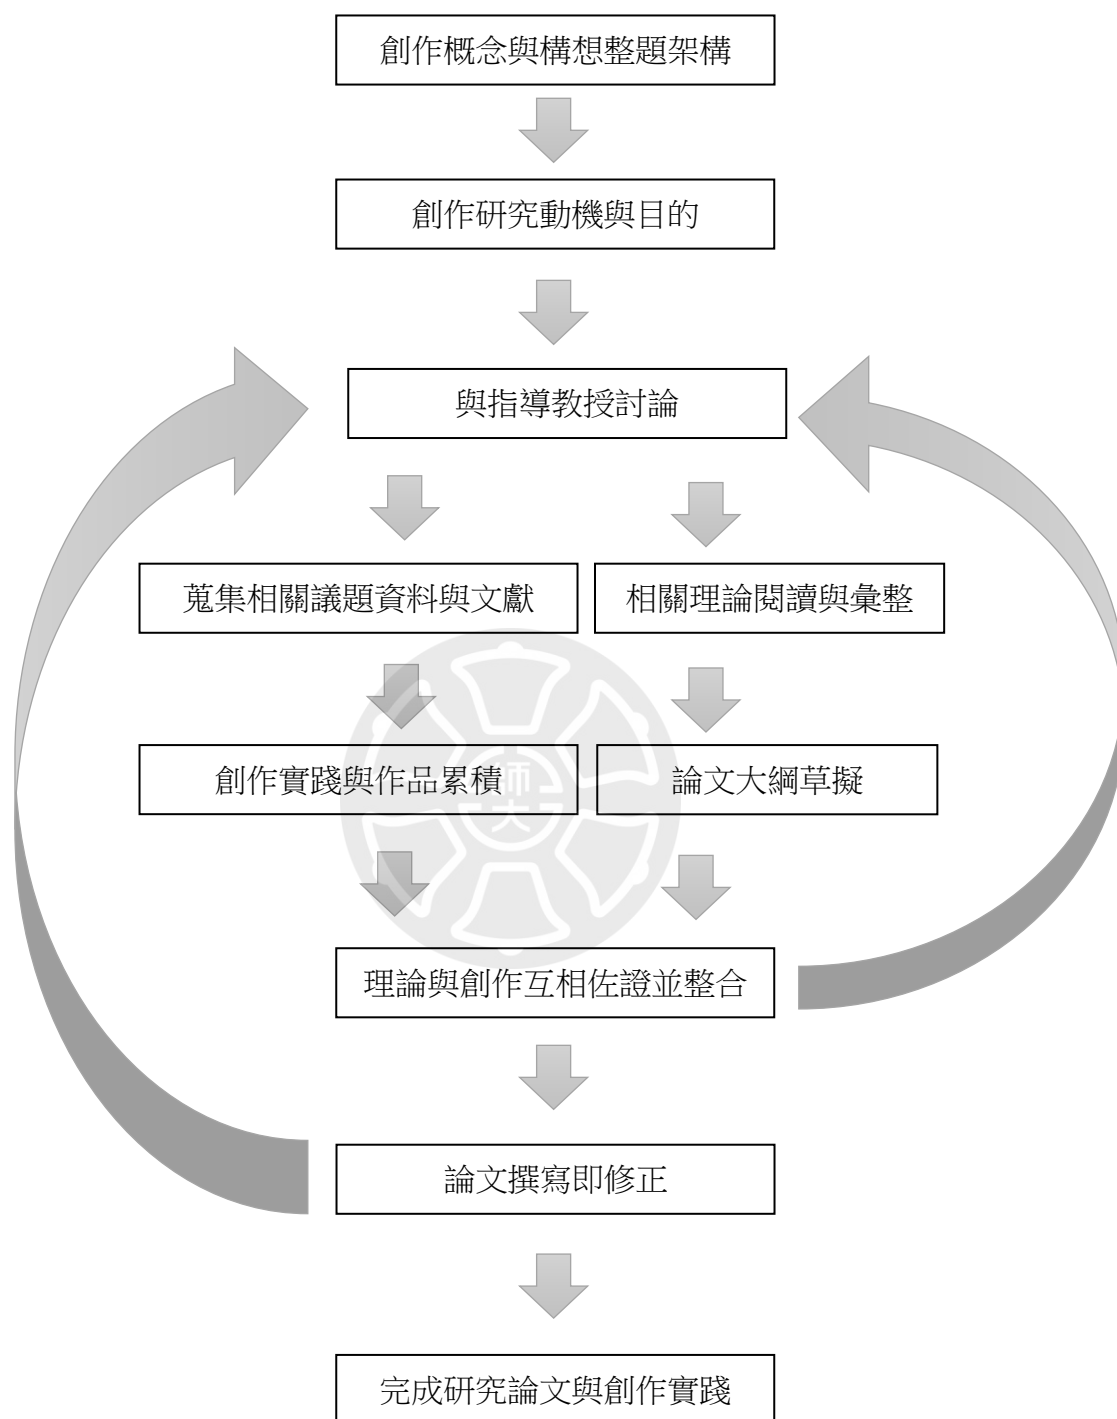 創作概念與構想整題架構
創作研究動機與目的
與指導教授討論
蒐集相關議題資料與文獻
相關理論閱讀與彙整
創作實踐與作品累積
論文大綱草擬
師大
理論與創作互相佐證並整合
論文撰寫即修正
完成研究論文與創作實踐